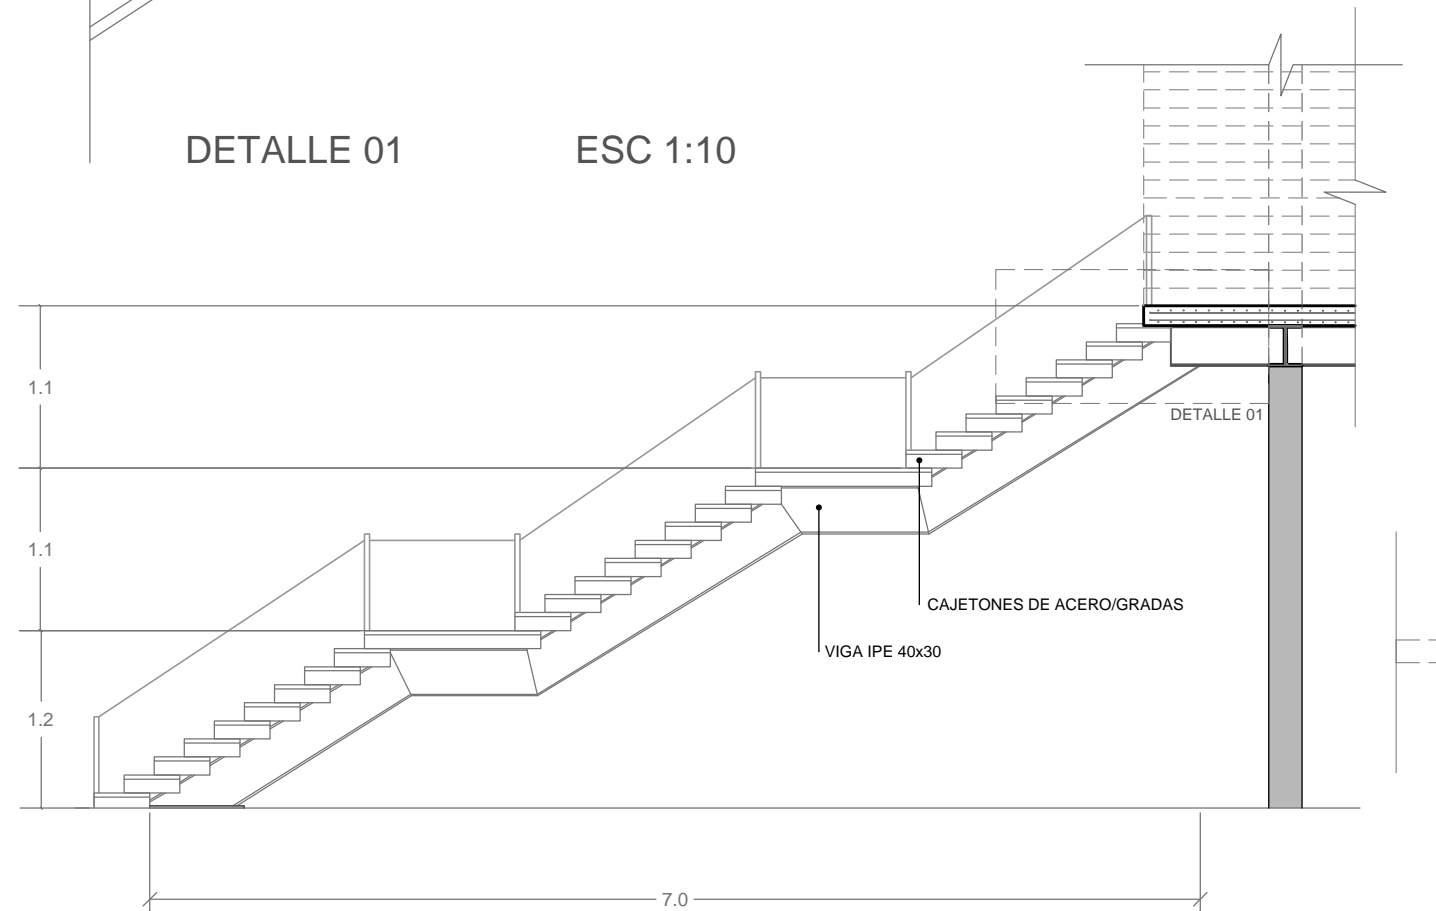 DETALLE 01 ESC 1:10
1.1
DETALLE 01
1.1
CAJETONES DE ACERO/GRADAS
VIGA IPE 40x30
1.2
7.0